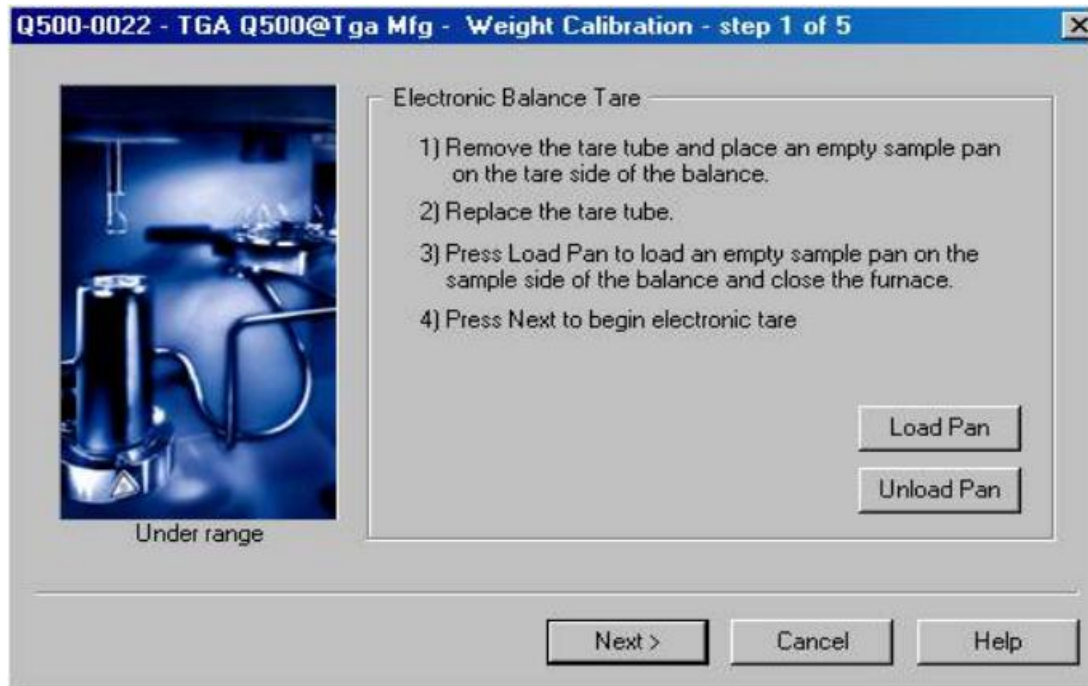 Q500-0022 - TGA Q500@Tga Mfg - Weight Calibration - step 1 of 5
Electronic Balance Tare
1) Remove the tare tube and place an empty sample pan
on the tare side of the balance.
2) Replace the tare tube.
3) Press Load Pan to load an empty sample pan on the
sample side of the balance and close the furnace.
4) Press Next to begin electronic tare
Load Pan
Unload Pan
Under range
Next >
Cancel
Help